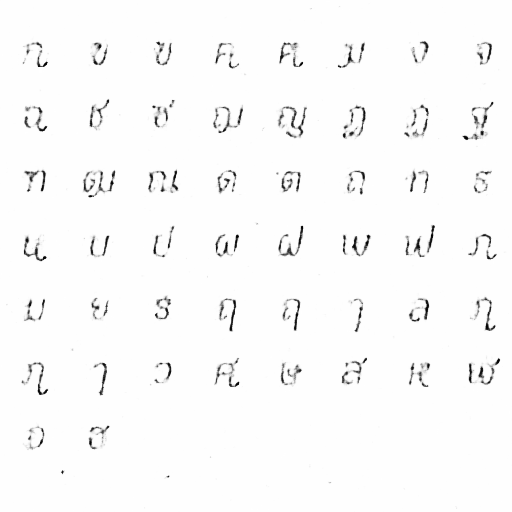 ก ข ฃ ค ฅ ฆ ง จ
ฉ ช ซ ฌ ญ ฎ ฏ ฐ
ฑ ฒ ณ ด ต ถ ท ธ
น บ ป ผ ฝ พ ฟ ภ
ม ย ร ฤ ฤ ๅ ล ฦ
ฦ ๅ ว ศ ษ ส ห ฬ
อ ฮ